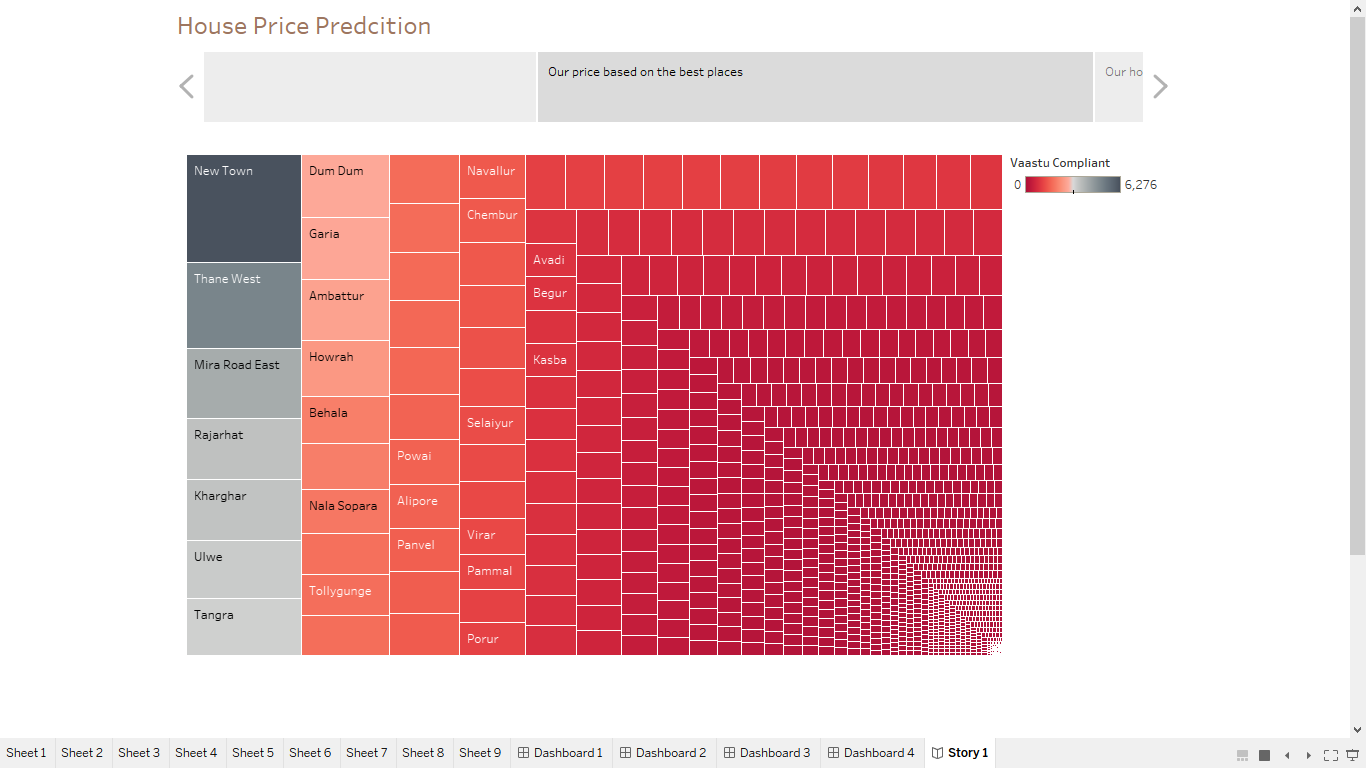 House Price Predcition
Our price based on the best places
Our ho
Vaastu Compliant
0 6,276
New Town
Thane West
Mira Road East
Rajarhat
Kharghar
Ulwe
Tangra
Dum Dum
Garia
Ambattur
Howrah
Behala
Nala Sopara
Tollygunge
Powai
Alipore
Panvel
Navallur
Chembur
Selaiyur
Virar
Pammal
Porur
Avadi
Begur
Kasba
Sheet 1 Sheet 2 Sheet 3 Sheet 4 Sheet 5 Sheet 6 Sheet 7 Sheet 8 Sheet 9 Dashboard 1 Dashboard 2 Dashboard 3 Dashboard 4 Story 1